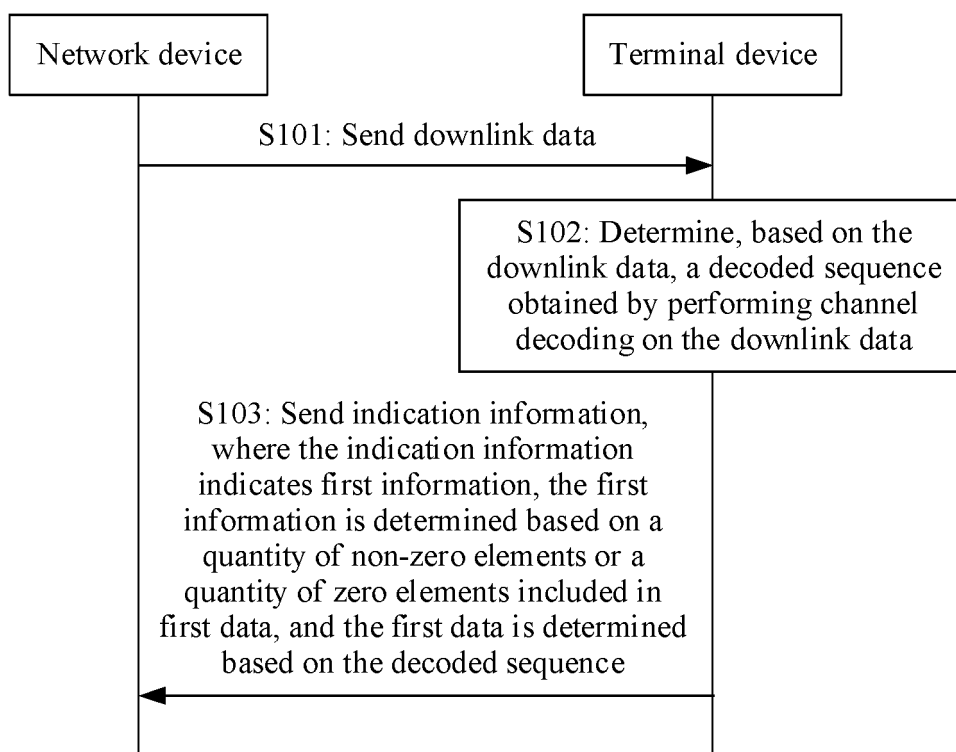 Network device
Terminal device
S101: Send downlink data
S102: Determine, based on the
downlink data, a decoded sequence
obtained by performing channel
decoding on the downlink data
S103: Send indication information,
where the indication information
indicates first information, the first
information is determined based on a
quantity of non-zero elements or a
quantity of zero elements included in
first data, and the first data is determined
based on the decoded sequence